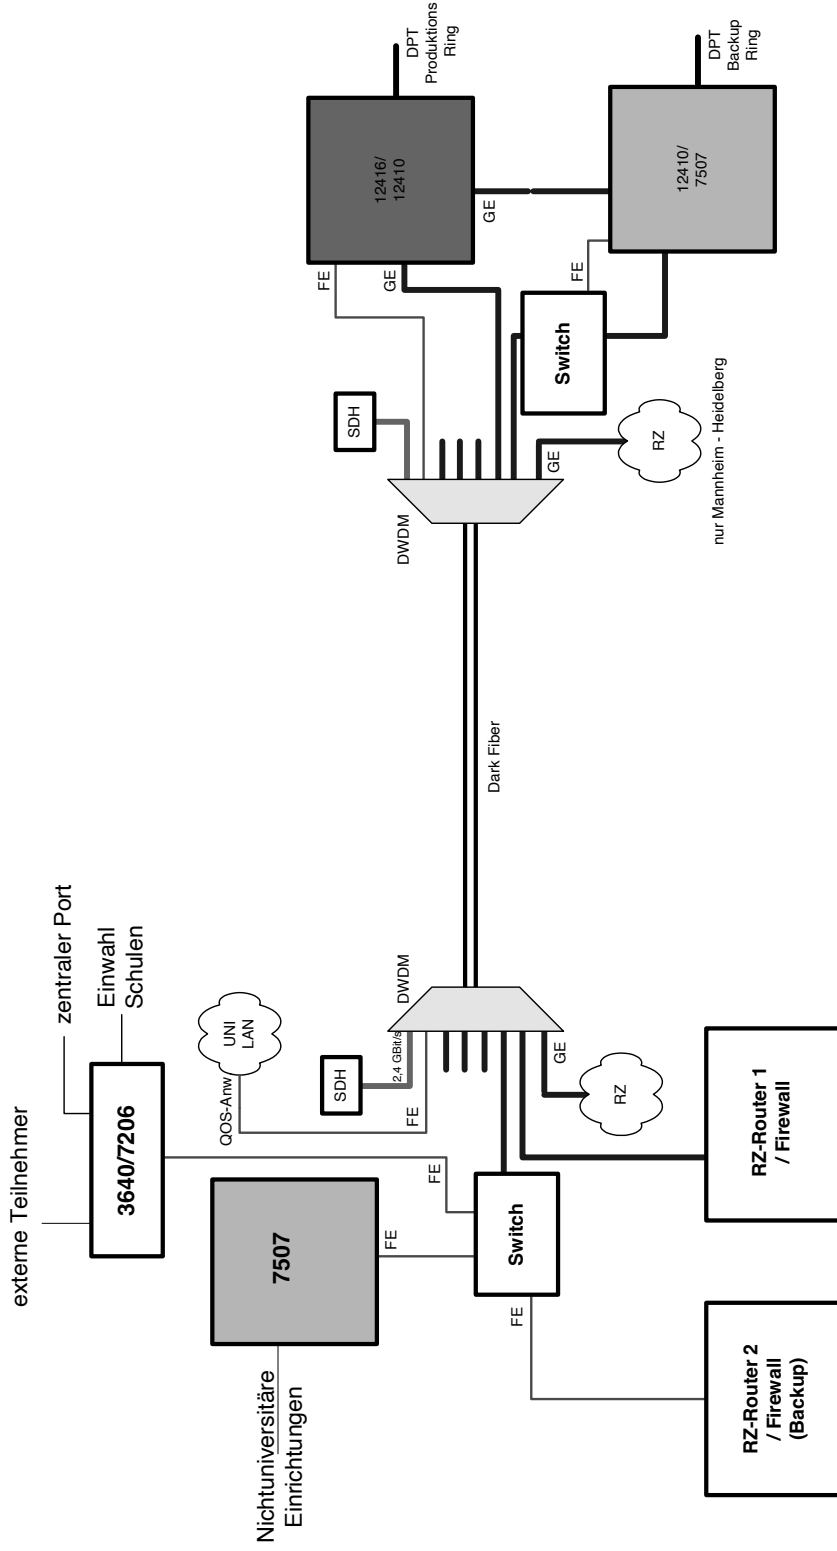 externe Teilnehmer
zentraler Port
Einwahl
Schulen
3640/7206
Nichtuniversitäre
Einrichtungen
7507
QOS-Anw
UNI
LAN
SDH
2,4 GBit/s
FE
FE
FE
FE
Switch
DWDM
GE
RZ
RZ-Router 1
/ Firewall
RZ-Router 2
/ Firewall
(Backup)
Dark Fiber
DWDM
SDH
FE
GE
12416/
12410
DPT
Produktions
Ring
GE
FE
Switch
12410/
7507
DPT
Backup
Ring
GE
RZ
nur Mannheim - Heidelberg